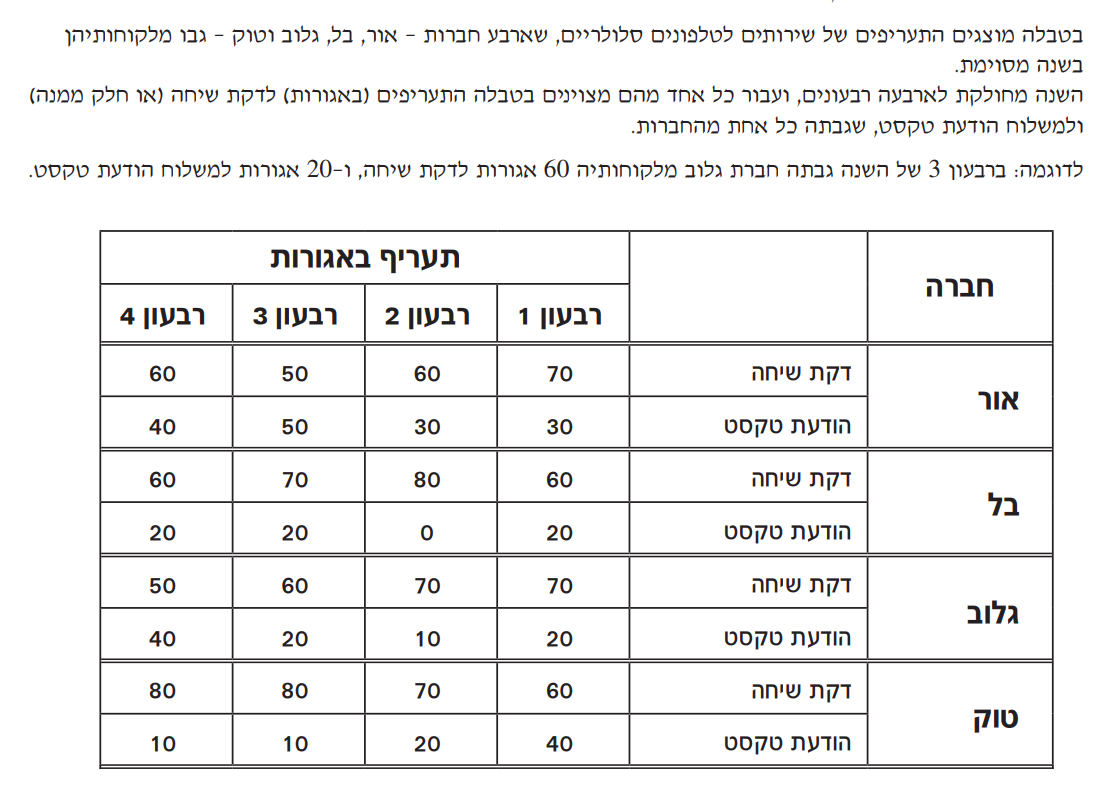 בטבלה מוצגים התעריפים של שירותים לטלפונים סלולריים, שארבע חברות - אור, בל, גלוב וטוק - גבו מלקוחותיהן
בשנה מסוימת.
השנה מחולקת לארבעה רבעונים, ועבור כל אחד מהם מצוינים בטבלה התעריפים (באגורות) לדקת שיחה (או חלק ממנה)
ולמשלוח הודעת טקסט, שגבתה כל אחת מהחברות.
לדוגמה: ברבעון 3 של השנה גבתה חברת גלוב מלקוחותיה 60 אגורות לדקת שיחה, ו-20 אגורות למשלוח הודעת טקסט.
חברה תעריף באגורות
רבעון 1 רבעון 2 רבעון 3 רבעון 4
אור
דקת שיחה 70 60 50 60
הודעת טקסט 30 30 50 40
בל
דקת שיחה 60 80 70 60
הודעת טקסט 20 0 20 20
גלוב
דקת שיחה 70 70 60 50
הודעת טקסט 20 10 20 40
טוק
דקת שיחה 60 70 80 80
הודעת טקסט 40 20 10 10